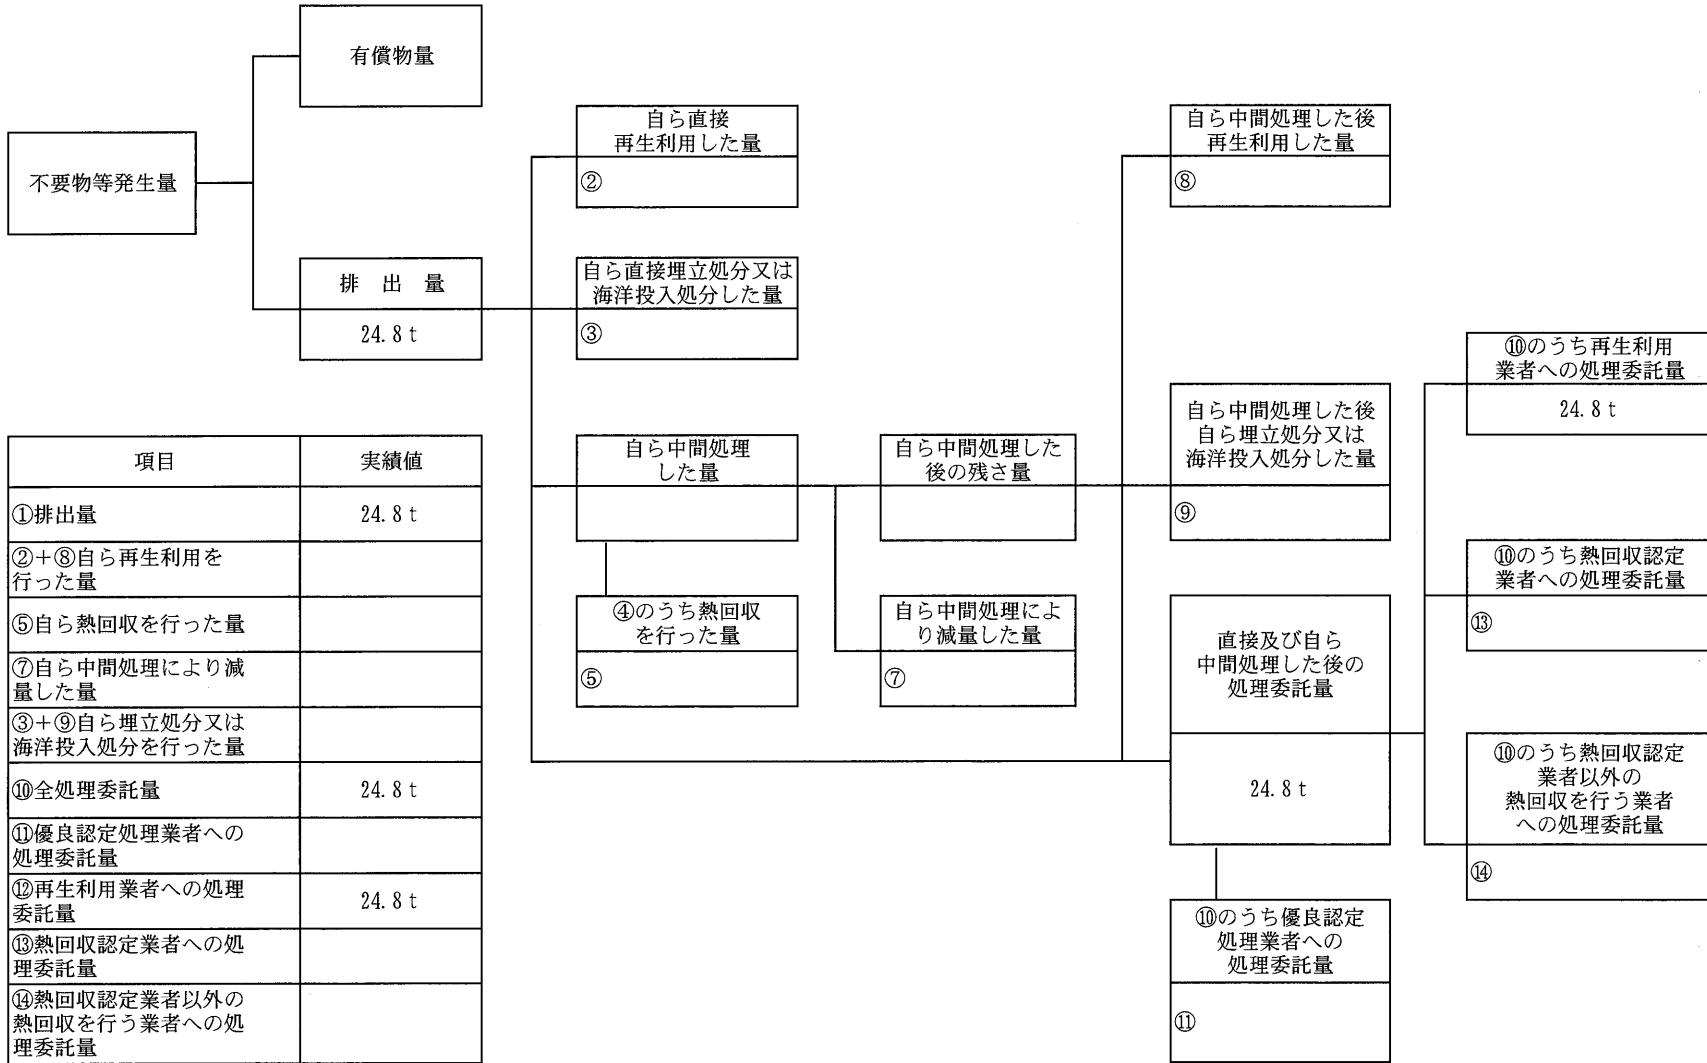 有償物量
不要物等発生量
排 出 量
24.8 t
自ら直接
再生利用した量
②
自ら直接埋立処分又は
海洋投入処分した量
③
自ら中間処理
した量
④のうち熱回収
を行った量
⑤
自ら中間処理した
後の残さ量
自ら中間処理によ
り減量した量
⑦
自ら中間処理した後
再生利用した量
⑧
自ら中間処理した後
自ら埋立処分又は
海洋投入処分した量
⑨
直接及び自ら
中間処理した後の
処理委託量
24.8 t
⑩のうち優良認定
処理業者への
処理委託量
⑪
⑩のうち再生利用
業者への処理委託量
24.8 t
⑩のうち熱回収認定
業者への処理委託量
⑬
⑩のうち熱回収認定
業者以外の
熱回収を行う業者
への処理委託量
⑭
項目 実績値
①排出量 24.8 t
②+⑧自ら再生利用を
行った量
⑤自ら熱回収を行った量
⑦自ら中間処理により減
量した量
③+⑨自ら埋立処分又は
海洋投入処分を行った量
⑩全処理委託量 24.8 t
⑪優良認定処理業者への
処理委託量
⑫再生利用業者への処理
委託量 24.8 t
⑬熱回収認定業者への処
理委託量
⑭熱回収認定業者以外の
熱回収を行う業者への処
理委託量